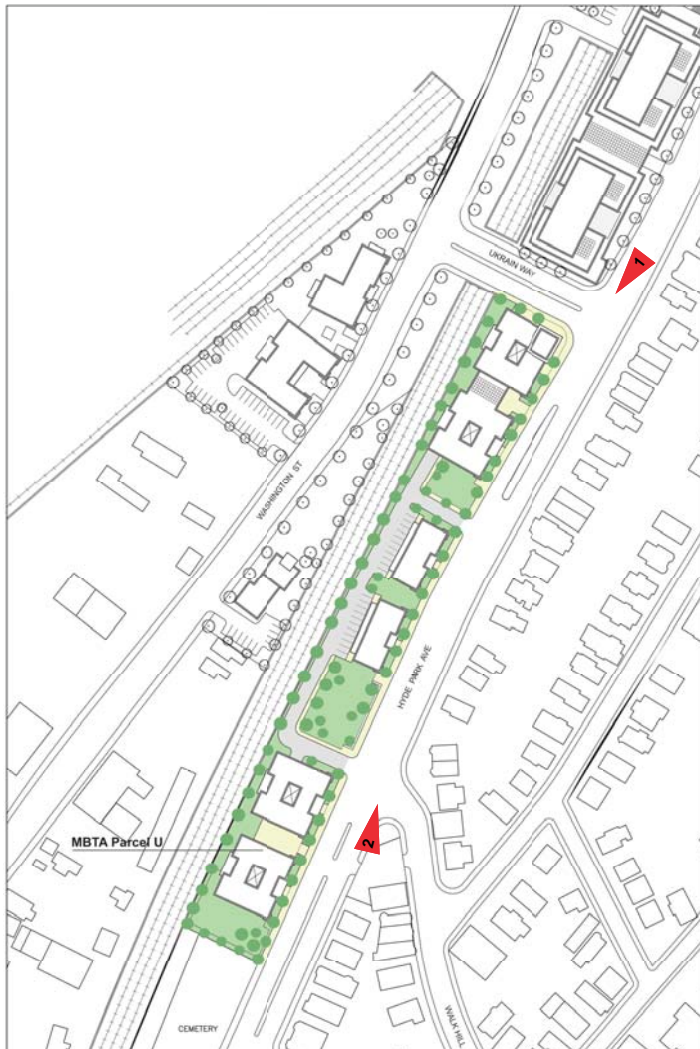 UKRAIN WAY
1
WASHINGTON ST
HYDE PARK AVE
MBTA Parcel U
2
WALK HILL
CEMETERY